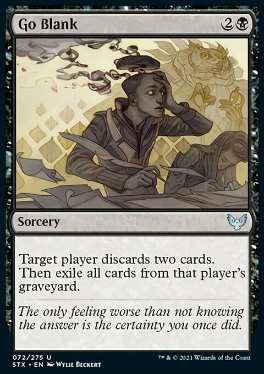 Go Blank 2
Sorcery
Target player discards two cards.
Then exile all cards from that player's
graveyard.
The only feeling worse than not knowing
the answer is the certainty you once did.
072/275 U
STX • EN Wylie Beckert
™ & © 2021 Wizards of the Coast